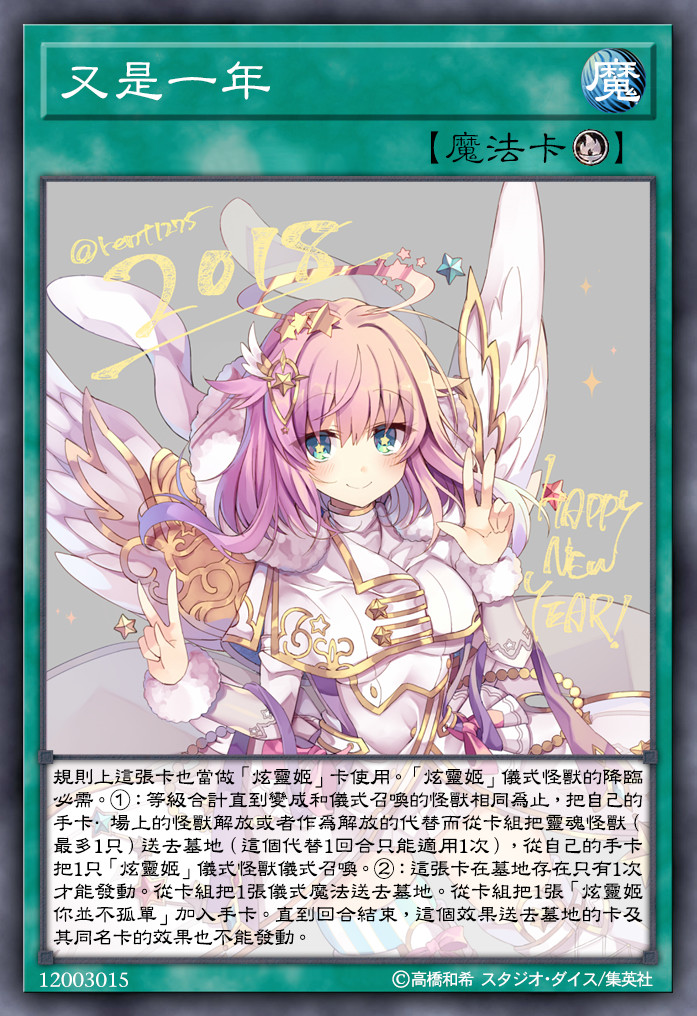 又是一年
魔
【魔法卡】
@kent1275
2018
HAPPY
NEW
YEAR!
規則上這張卡也當做「炫靈姬」卡使用。「炫靈姬」儀式怪獸的降臨
必需。①：等級合計直到變成和儀式召喚的怪獸相同為止，把自己的
手卡·場上的怪獸解放或者作為解放的代替而從卡組把靈魂怪獸（
最多1只）送去墓地（這個代替1回合只能適用1次），從自己的手卡
把1只「炫靈姬」儀式怪獸儀式召喚。②：這張卡在墓地存在只有1次
才能發動。從卡組把1張儀式魔法送去墓地。從卡組把1張「炫靈姬
你並不孤單」加入手卡。直到回合結束，這個效果送去墓地的卡及
其同名卡的效果也不能發動。
12003015
©高橋和希 スタジオ・ダイス/集英社